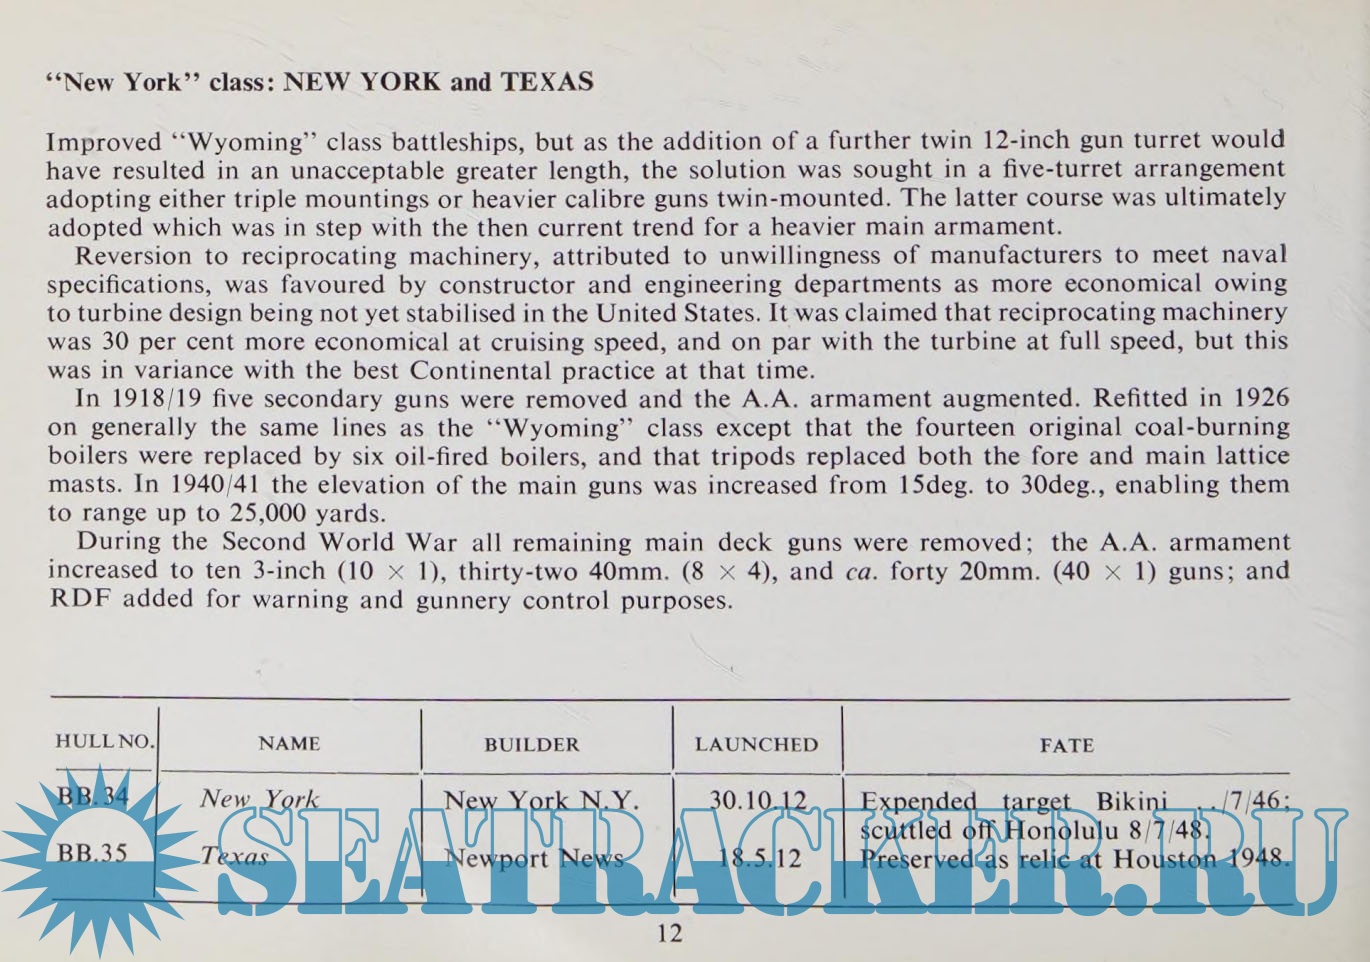 “New York” class: NEW YORK and TEXAS
Improved “Wyoming” class battleships, but as the addition of a further twin 12-inch gun turret would
have resulted in an unacceptable greater length, the solution was sought in a five-turret arrangement
adopting either triple mountings or heavier calibre guns twin-mounted. The latter course was ultimately
adopted which was in step with the then current trend for a heavier main armament.
Reversion to reciprocating machinery, attributed to unwillingness of manufacturers to meet naval
specifications, was favoured by constructor and engineering departments as more economical owing
to turbine design being not yet stabilised in the United States. It was claimed that reciprocating machinery
was 30 per cent more economical at cruising speed, and on par with the turbine at full speed, but this
was in variance with the best Continental practice at that time.
In 1918/19 five secondary guns were removed and the A.A. armament augmented. Refitted in 1926
on generally the same lines as the “Wyoming” class except that the fourteen original coal-burning
boilers were replaced by six oil-fired boilers, and that tripods replaced both the fore and main lattice
masts. In 1940/41 the elevation of the main guns was increased from 15deg. to 30deg., enabling them
to range up to 25,000 yards.
During the Second World War all remaining main deck guns were removed; the A.A. armament
increased to ten 3-inch (10 × 1), thirty-two 40mm. (8 × 4), and ca. forty 20mm. (40 × 1) guns; and
RDF added for warning and gunnery control purposes.
HULL NO. NAME BUILDER LAUNCHED FATE
BB.34 New York New York N.Y. 30.10.12 Expended target Bikini ../7/46;
scuttled off Honolulu 8/7/48.
BB.35 Texas Newport News 18.5.12 Preserved as relic at Houston 1948.
SEATRACKER.RU
12